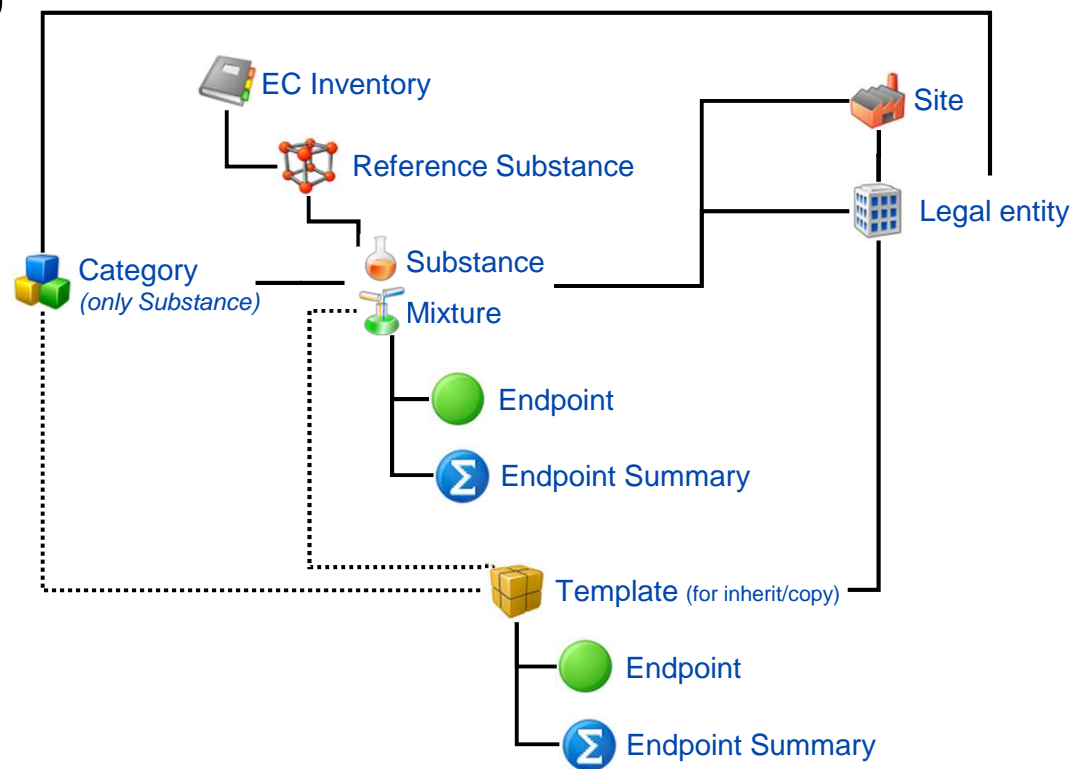 EC Inventory
Site
Reference Substance
Legal entity
Category
(only Substance)
Substance
Mixture
Endpoint
Σ Endpoint Summary
Template (for inherit/copy)
Endpoint
Σ Endpoint Summary